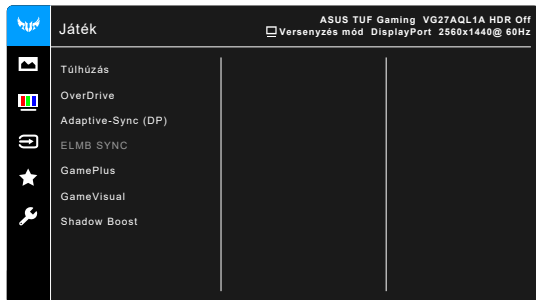 Játék
ASUS TUF Gaming VG27AQL1A HDR Off
Versenyzés mód DisplayPort 2560x1440@ 60Hz
Túlhúzás
OverDrive
Adaptive-Sync (DP)
ELMB SYNC
GamePlus
GameVisual
Shadow Boost